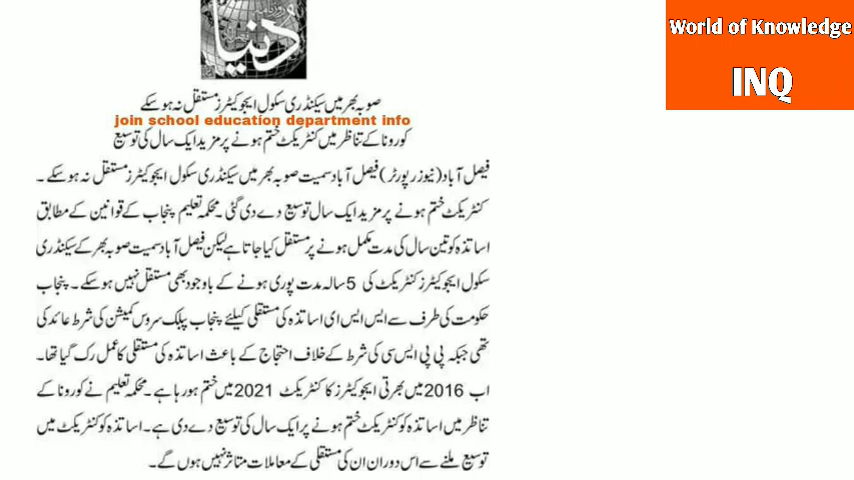 دنیا
World of Knowledge
INQ
صوبہ بھر میں سیکنڈری سکول ایجوکیٹرز مستقل نہ ہو سکے
join school education department info
کورونا کے تناظر میں کنٹریکٹ ختم ہونے پر مزید ایک سال کی توسیع
فیصل آباد (نیوز رپورٹر) فیصل آباد سمیت صوبہ بھر میں سیکنڈری سکول ایجوکیٹرز مستقل نہ ہو سکے۔
کنٹریکٹ ختم ہونے پر مزید ایک سال توسیع دے دی گئی۔ محکمہ تعلیم پنجاب کے قوانین کے مطابق
اساتذہ کو تین سال کی مدت مکمل ہونے پر مستقل کیا جاتا ہے لیکن فیصل آباد سمیت صوبہ بھر کے سیکنڈری
سکول ایجوکیٹرز کنٹریکٹ کی 5 سالہ مدت پوری ہونے کے باوجود بھی مستقل نہیں ہو سکے۔ پنجاب
حکومت کی طرف سے ایس ایس ای اساتذہ کی مستقلی کیلئے پنجاب پبلک سروس کمیشن کی شرط عائد کی
تھی جبکہ پی پی ایس سی کی شرط کے خلاف احتجاج کے باعث اساتذہ کی مستقلی کا عمل رک گیا تھا۔
اب 2016 میں بھرتی ایجوکیٹرز کا کنٹریکٹ 2021 میں ختم ہو رہا ہے۔ محکمہ تعلیم نے کورونا کے
تناظر میں اساتذہ کو کنٹریکٹ ختم ہونے پر ایک سال کی توسیع دے دی ہے۔ اساتذہ کو کنٹریکٹ میں
توسیع ملنے سے اس دوران ان کی مستقلی کے معاملات متاثر نہیں ہوں گے۔